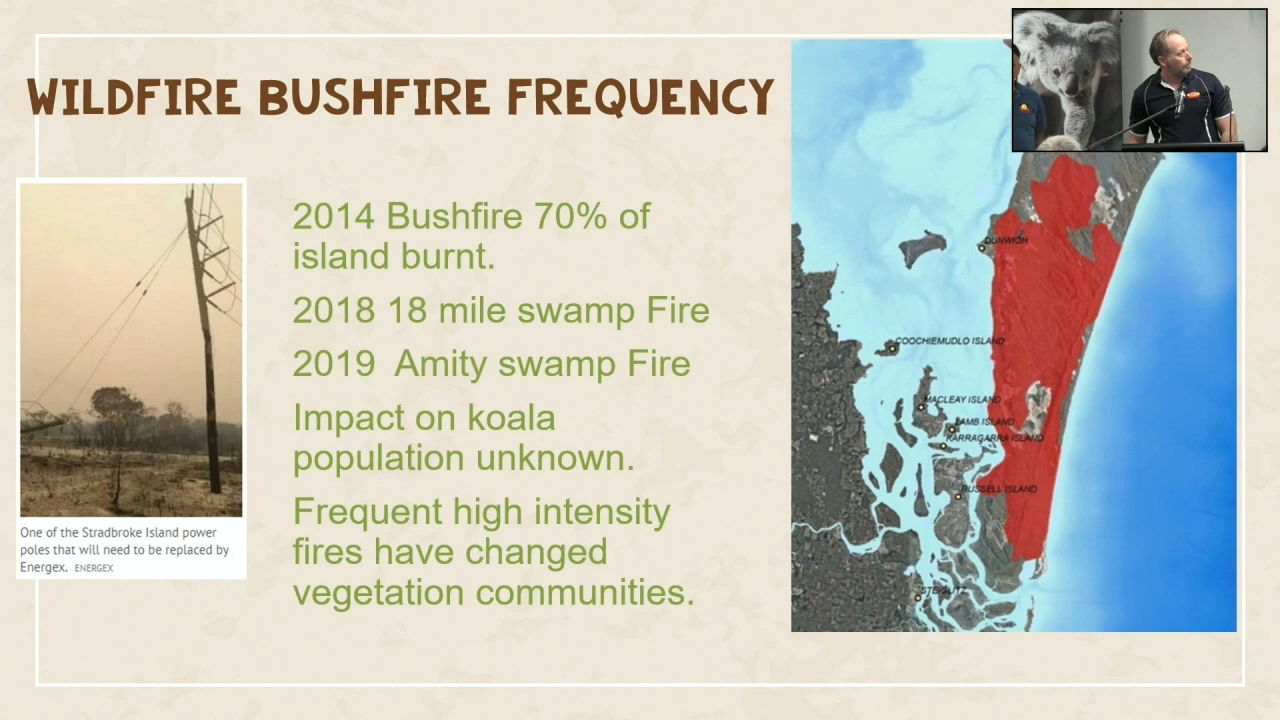 WILDFIRE BUSHFIRE FREQUENCY
2014 Bushfire 70% of
island burnt.
2018 18 mile swamp Fire
2019 Amity swamp Fire
Impact on koala
population unknown.
Frequent high intensity
fires have changed
vegetation communities.
One of the Stradbroke Island power
poles that will need to be replaced by
Energex. ENERGEX
DUNWICH
COOCHIEMUDLO ISLAND
MACLEAY ISLAND
LAMB ISLAND
KARRAGARRA ISLAND
RUSSELL ISLAND
STEIGLITZ